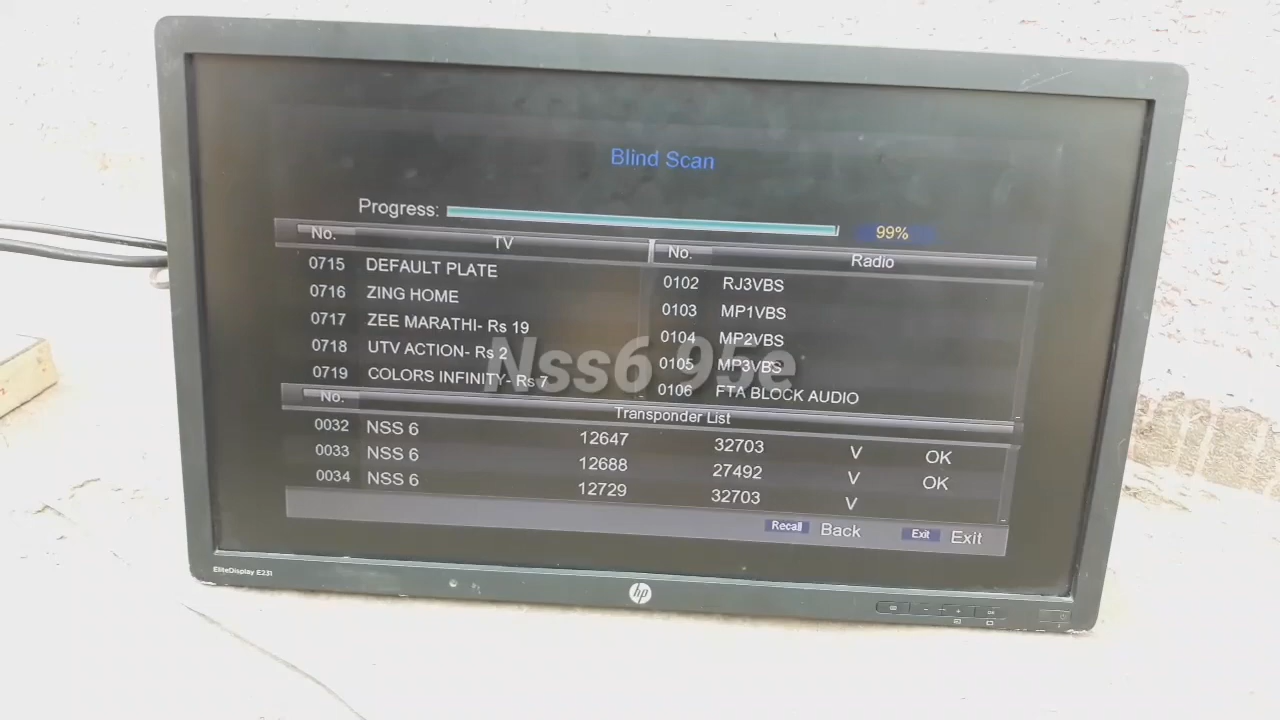 Blind Scan
Progress: 99%
No. TV
0715 DEFAULT PLATE
0716 ZING HOME
0717 ZEE MARATHI- Rs 19
0718 UTV ACTION- Rs 2
0719 COLORS INFINITY- Rs 7
No. Radio
0102 RJ3VBS
0103 MP1VBS
0104 MP2VBS
0105 MP3VBS
0106 FTA BLOCK AUDIO
Nss6 95e
No. Transponder List
0032 NSS 6 12647 32703 V OK
0033 NSS 6 12688 27492 V OK
0034 NSS 6 12729 32703 V
Recall Back Exit Exit
EliteDisplay E231
hp